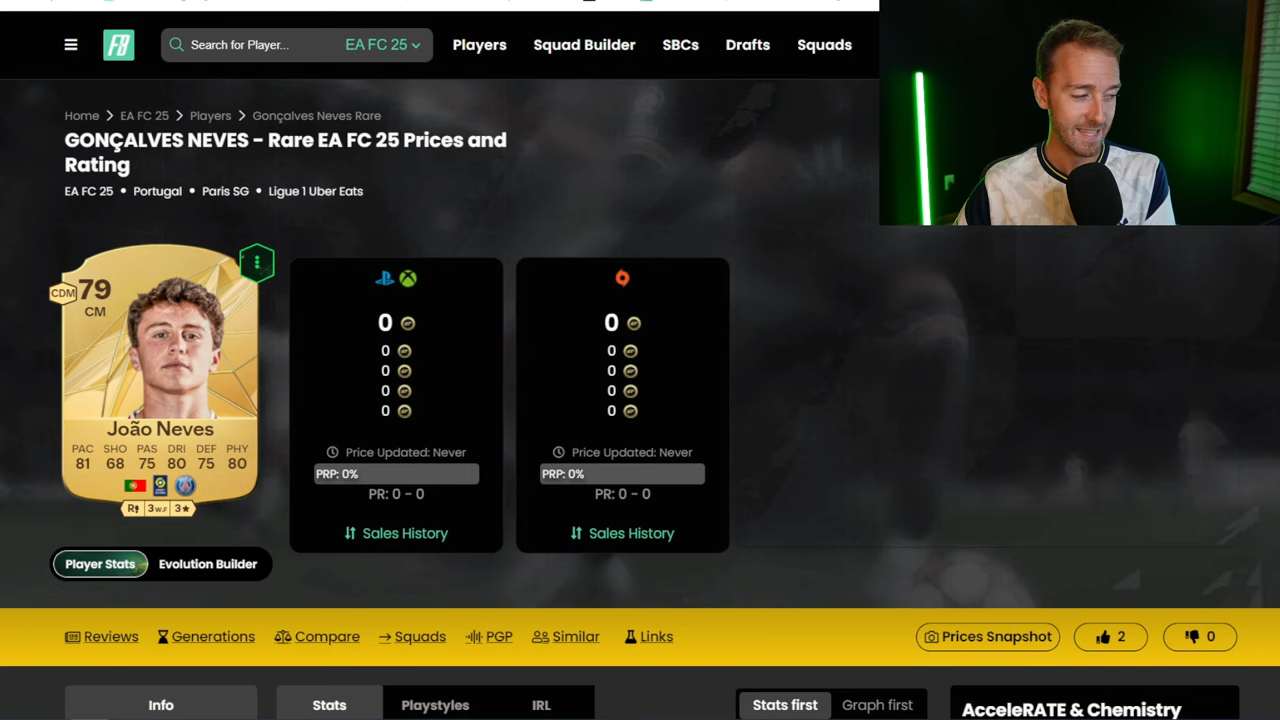 Search for Player...
EA FC 25
Players
Squad Builder
SBCs
Drafts
Squads
Home > EA FC 25 > Players > Gonçalves Neves Rare
GONÇALVES NEVES - Rare EA FC 25 Prices and
Rating
EA FC 25 • Portugal • Paris SG • Ligue 1 Uber Eats
CDM
79
CM
João Neves
PAC SHO PAS DRI DEF PHY
81 68 75 80 75 80
R 3 W.F 3★
0
0
0
0
0
Price Updated: Never
PRP: 0%
PR: 0 - 0
Sales History
0
0
0
0
0
Price Updated: Never
PRP: 0%
PR: 0 - 0
Sales History
Player Stats
Evolution Builder
Reviews
Generations
Compare
Squads
PGP
Similar
Links
Prices Snapshot
2
0
Info
Stats
Playstyles
IRL
Stats first
Graph first
AcceleRATE & Chemistry